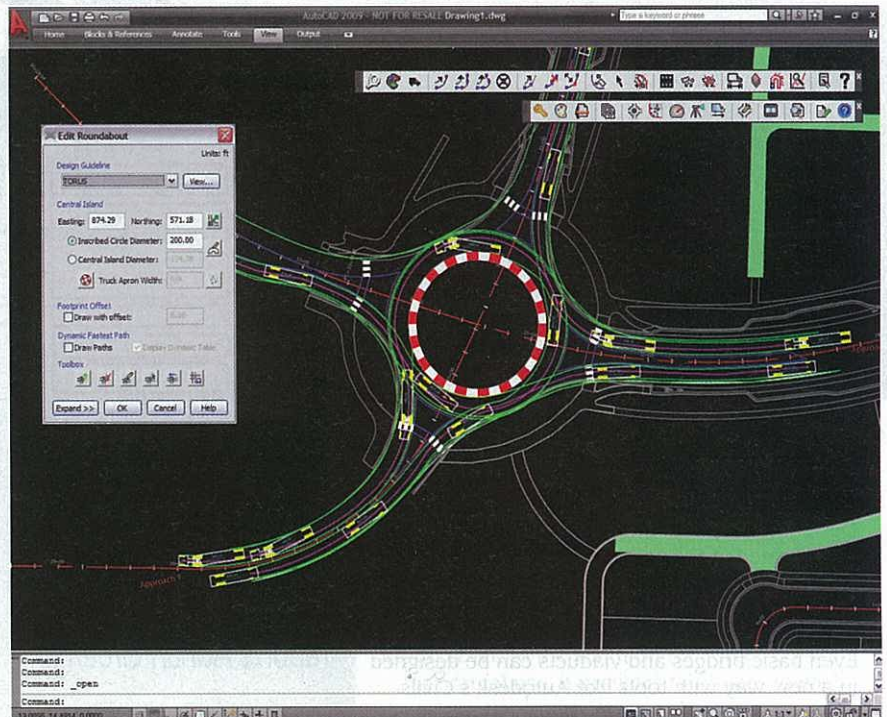 AutoCAD 2009 - NOT FOR RESALE Drawing1.dwg
Type a keyword or phrase
Home Blocks & References Annotate Tools View Output
Edit Roundabout
Units: ft
Design Guideline
TORUS View...
Central Island
Easting: 874.29 Northing: 571.18
Inscribed Circle Diameter: 200.00
Central Island Diameter:
Truck Apron Width:
Footprint Offset
Draw with offset:
Dynamic Fastest Path
Draw Paths Display Dynamic Table
Toolbox
Expand >> OK Cancel Help
Approach
Even basic bridges and viaducts can be designed
Command:
Command:
Command: _open
Command: